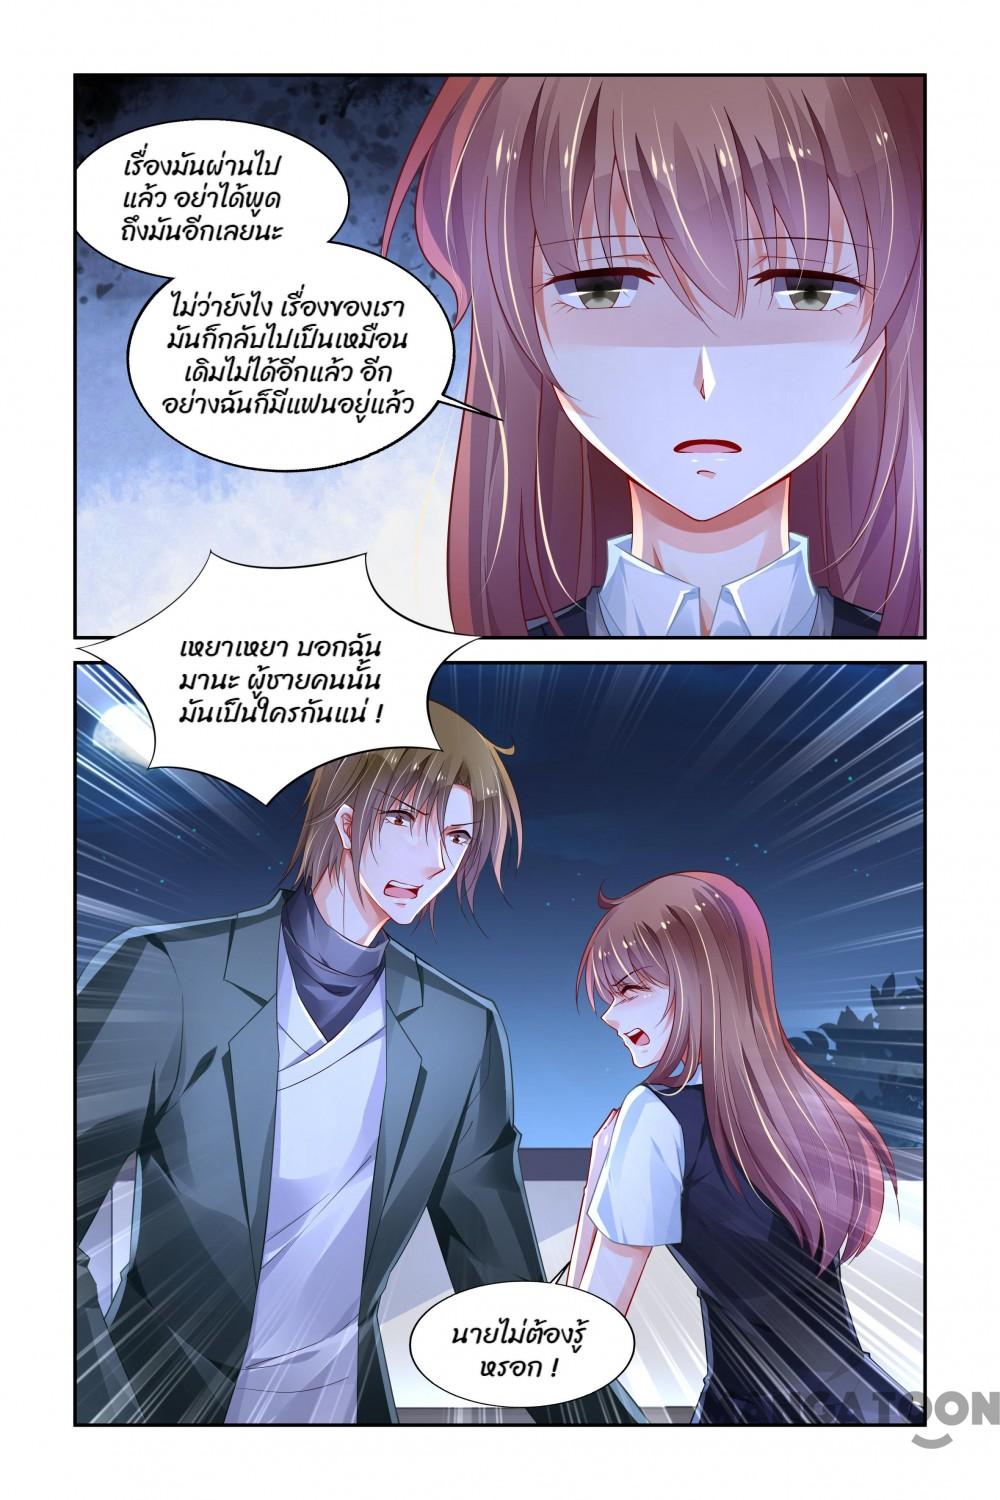 เรื่องมันผ่านไป
แล้ว อย่าได้พูด
ถึงมันอีกเลยนะ
ไม่ว่ายังไง เรื่องของเรา
มันก็กลับไปเป็นเหมือน
เดิมไม่ได้อีกแล้ว อีก
อย่างฉันก็มีแฟนอยู่แล้ว
เหยาเหยา บอกฉัน
มานะ ผู้ชายคนนั้น
มันเป็นใครกันแน่ !
นายไม่ต้องรู้
หรอก !
MANGATOON